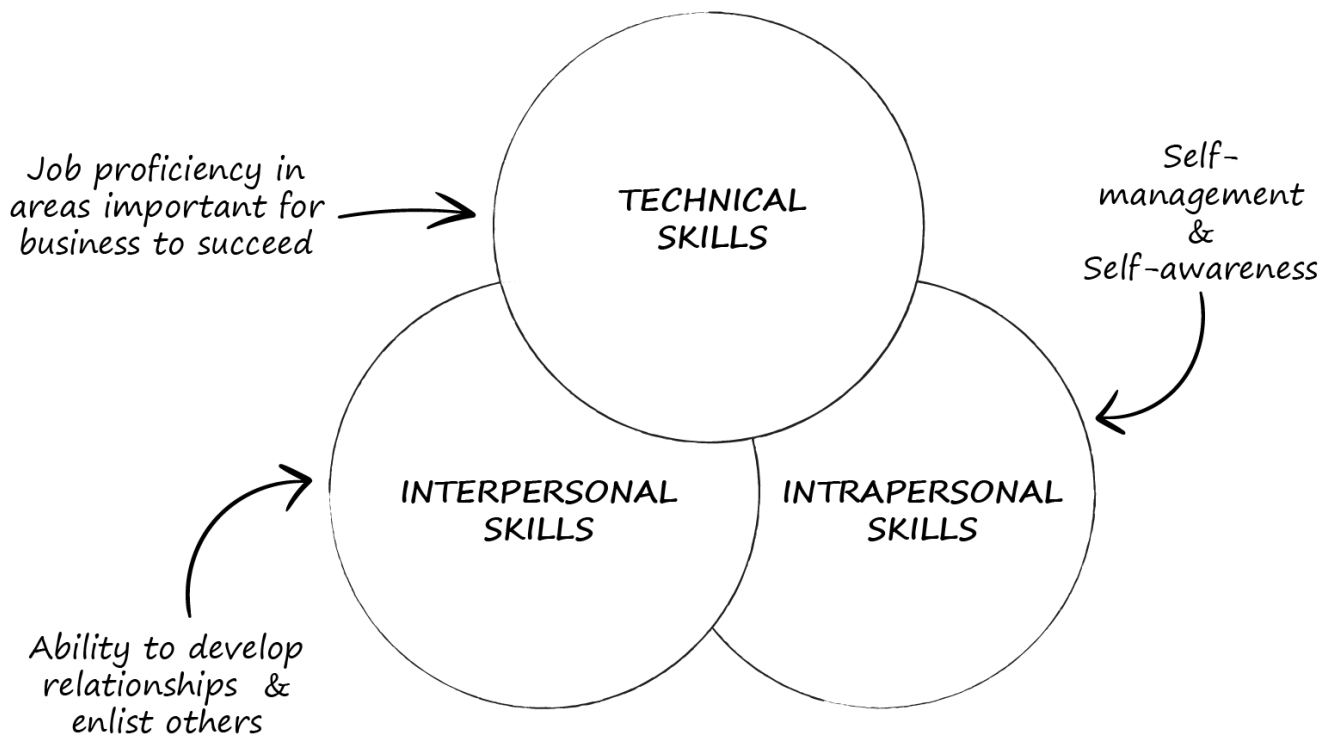 Job proficiency in
areas important for
business to succeed
TECHNICAL
SKILLS
Self-
management
&
Self-awareness
INTERPERSONAL
SKILLS
INTRAPERSONAL
SKILLS
Ability to develop
relationships &
enlist others